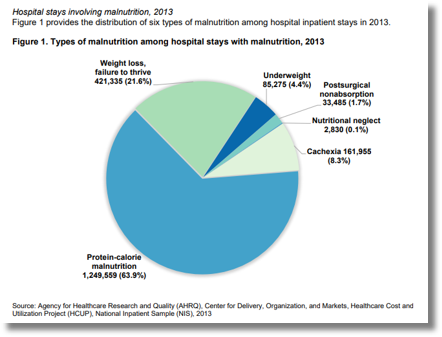 Hospital stays involving malnutrition, 2013
Figure 1 provides the distribution of six types of malnutrition among hospital inpatient stays in 2013.
Figure 1. Types of malnutrition among hospital stays with malnutrition, 2013
Weight loss,
failure to thrive
421,335 (21.6%)
Underweight
85,275 (4.4%)
Postsurgical
nonabsorption
33,485 (1.7%)
Nutritional neglect
2,830 (0.1%)
Cachexia 161,955
(8.3%)
Protein-calorie
malnutrition
1,249,559 (63.9%)
Source: Agency for Healthcare Research and Quality (AHRQ), Center for Delivery, Organization, and Markets, Healthcare Cost and
Utilization Project (HCUP), National Inpatient Sample (NIS), 2013